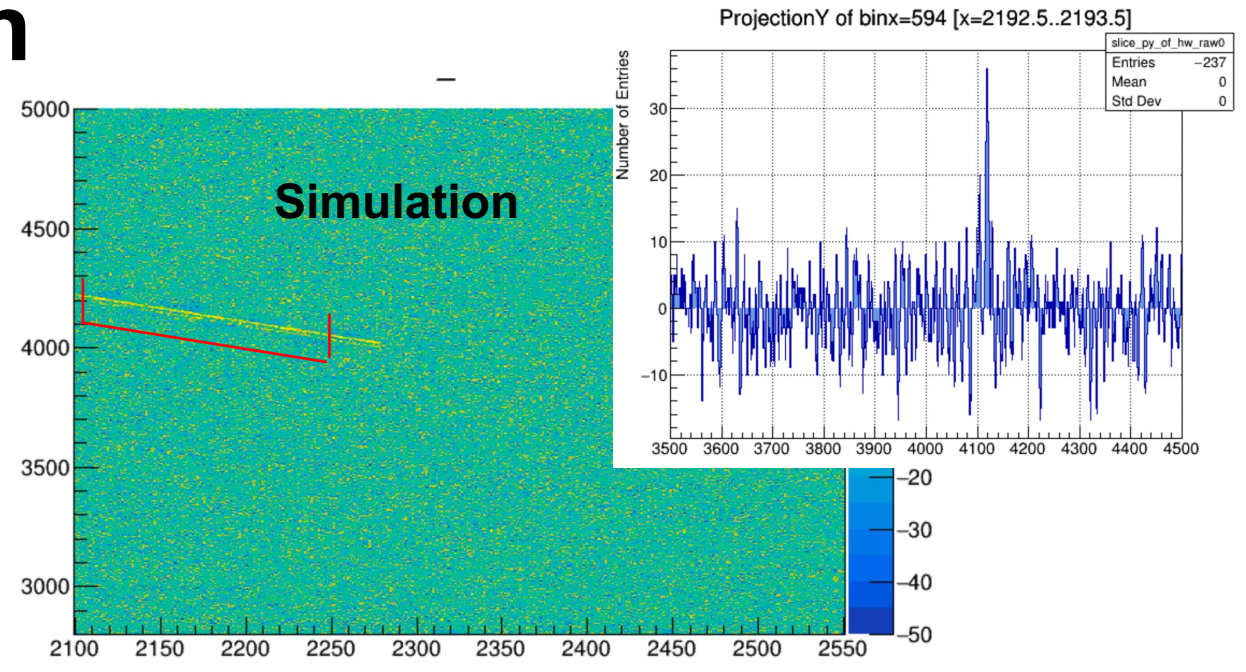 n
ProjectionY of binx=594 [x=2192.5..2193.5]
slice_py_of_hw_raw0
Entries −237
Mean 0
Std Dev 0
Number of Entries
30
20
10
0
−10
3500 3600 3700 3800 3900 4000 4100 4200 4300 4400 4500
Simulation
5000
4500
4000
3500
3000
2100 2150 2200 2250 2300 2350 2400 2450 2500 2550
−20
−30
−40
−50